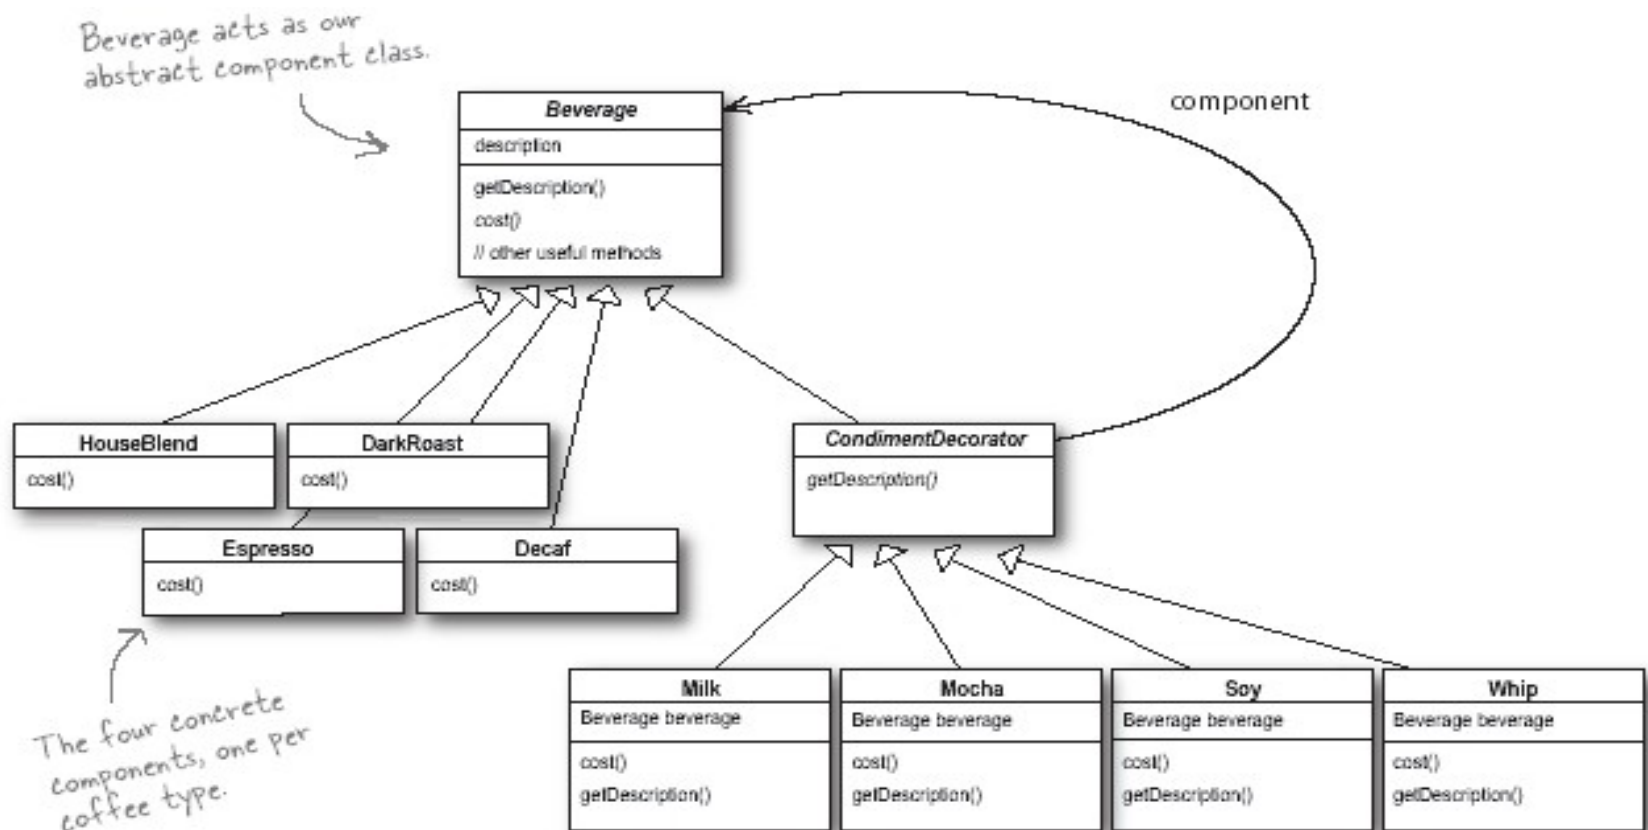 Beverage acts as our
abstract component class.
component
Beverage
description
getDescription()
cost()
// other useful methods
HouseBlend
cost()
DarkRoast
cost()
CondimentDecorator
getDescription()
Espresso
cost()
Decaf
cost()
The four concrete
components, one per
coffee type.
Milk
Beverage beverage
cost()
getDescription()
Mocha
Beverage beverage
cost()
getDescription()
Soy
Beverage beverage
cost()
getDescription()
Whip
Beverage beverage
cost()
getDescription()